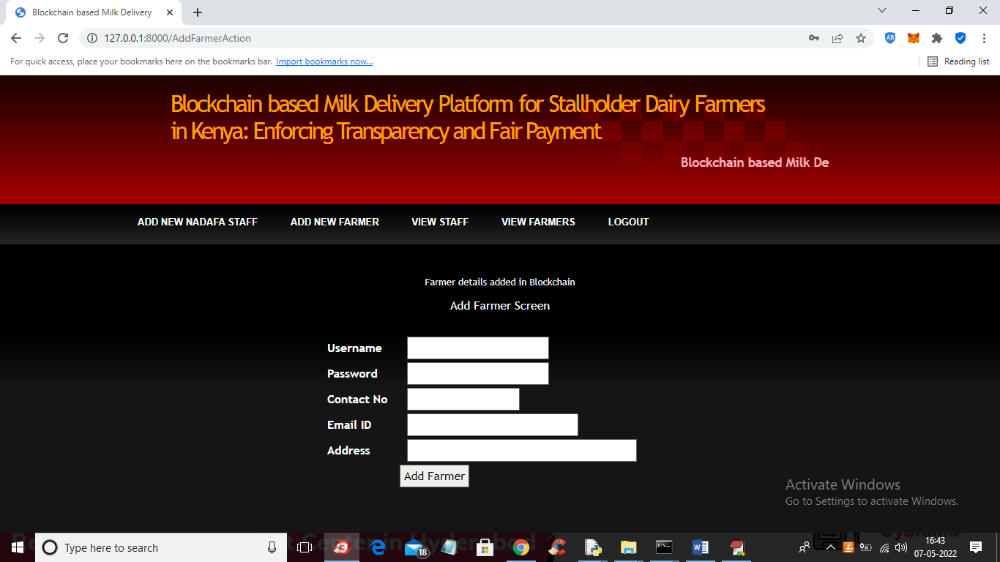 Blockchain based Milk Delivery
127.0.0.1:8000/AddFarmerAction
AB
For quick access, place your bookmarks here on the bookmarks bar. Import bookmarks now...
Reading list
Blockchain based Milk Delivery Platform for Stallholder Dairy Farmers
in Kenya: Enforcing Transparency and Fair Payment
Blockchain based Milk De
ADD NEW NADAFA STAFF
ADD NEW FARMER
VIEW STAFF
VIEW FARMERS
LOGOUT
Farmer details added in Blockchain
Add Farmer Screen
Username
Password
Contact No
Email ID
Address
Add Farmer
Activate Windows
Go to Settings to activate Windows.
Type here to search
18
16:43
07-05-2022